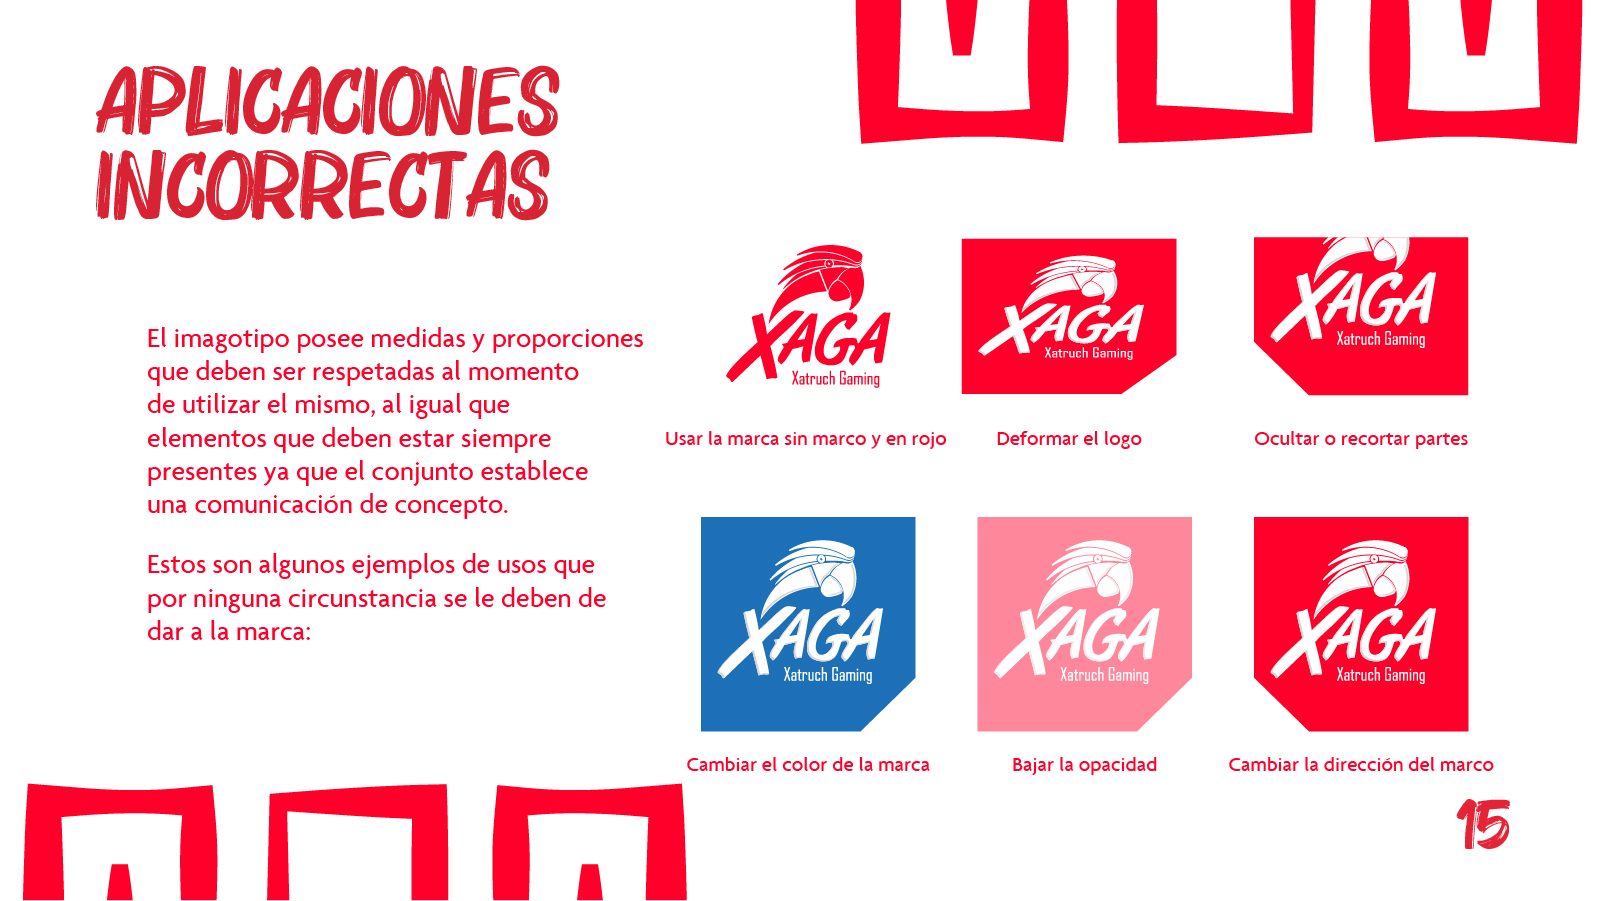 APLICACIONES
INCORRECTAS
El imagotipo posee medidas y proporciones
que deben ser respetadas al momento
de utilizar el mismo, al igual que
elementos que deben estar siempre
presentes ya que el conjunto establece
una comunicación de concepto.
Estos son algunos ejemplos de usos que
por ninguna circunstancia se le deben de
dar a la marca:
XAGA
Xatruch Gaming
Usar la marca sin marco y en rojo
XAGA
Xatruch Gaming
Deformar el logo
XAGA
Xatruch Gaming
Ocultar o recortar partes
XAGA
Xatruch Gaming
Cambiar el color de la marca
XAGA
Xatruch Gaming
Bajar la opacidad
XAGA
Xatruch Gaming
Cambiar la dirección del marco
15